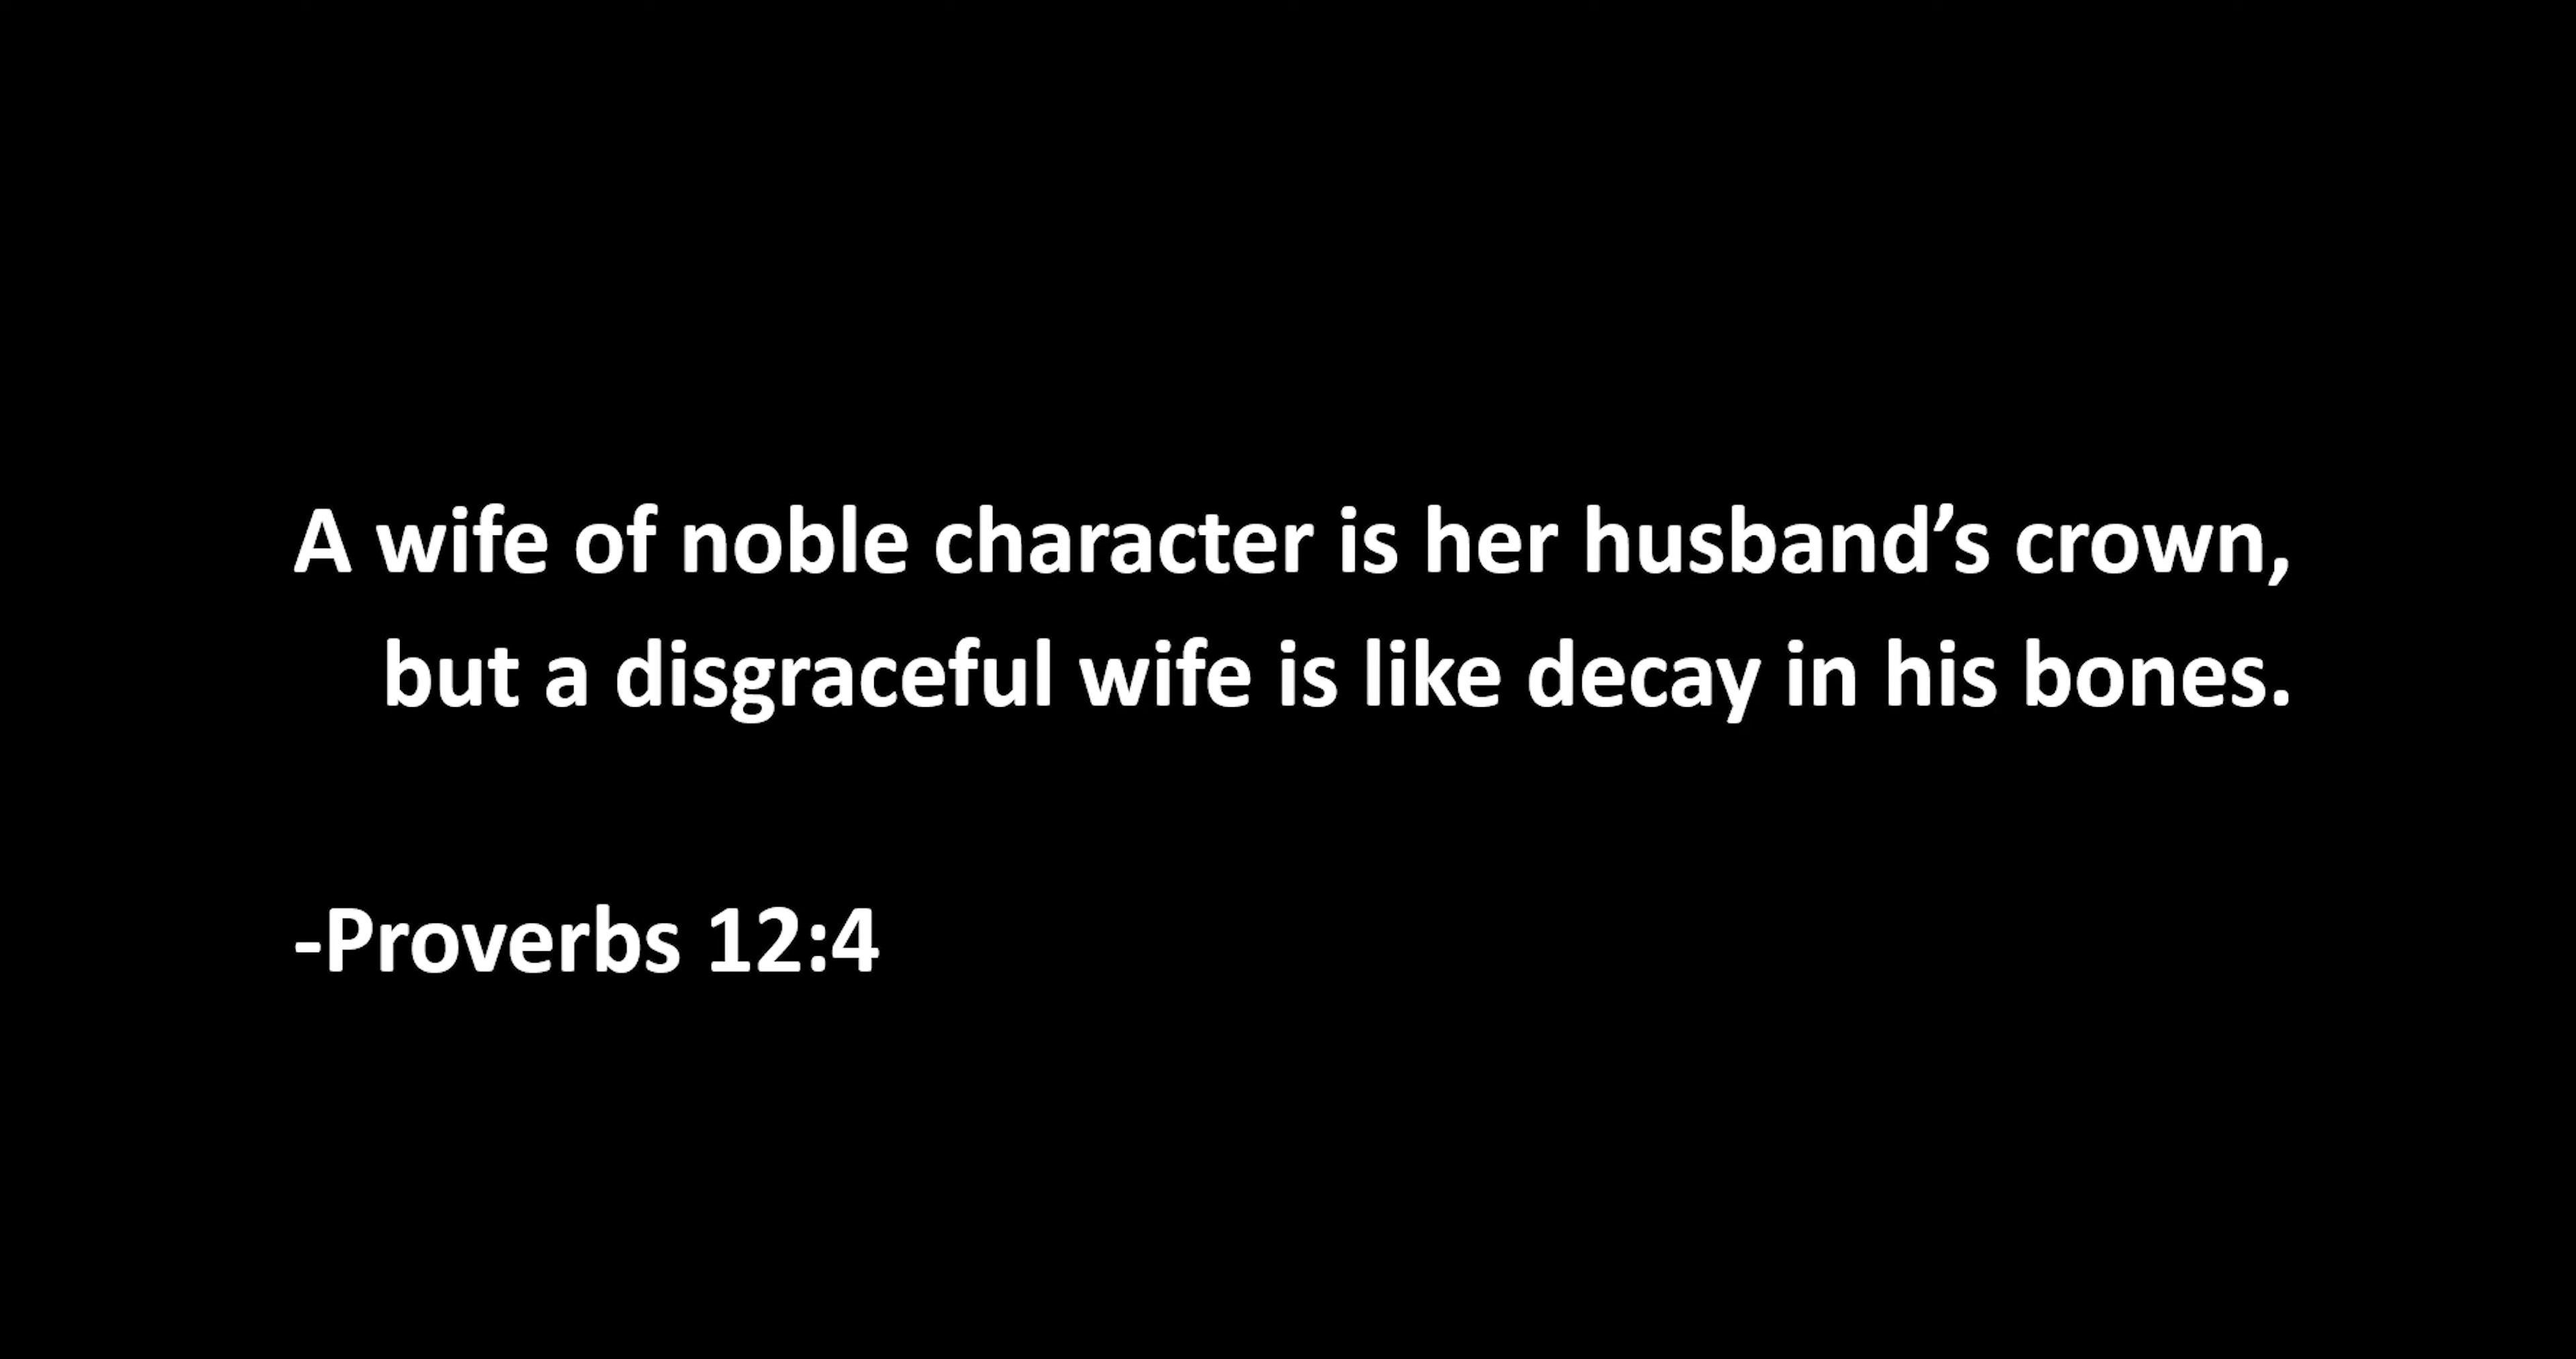 A wife of noble character is her husband’s crown,
but a disgraceful wife is like decay in his bones.
-Proverbs 12:4